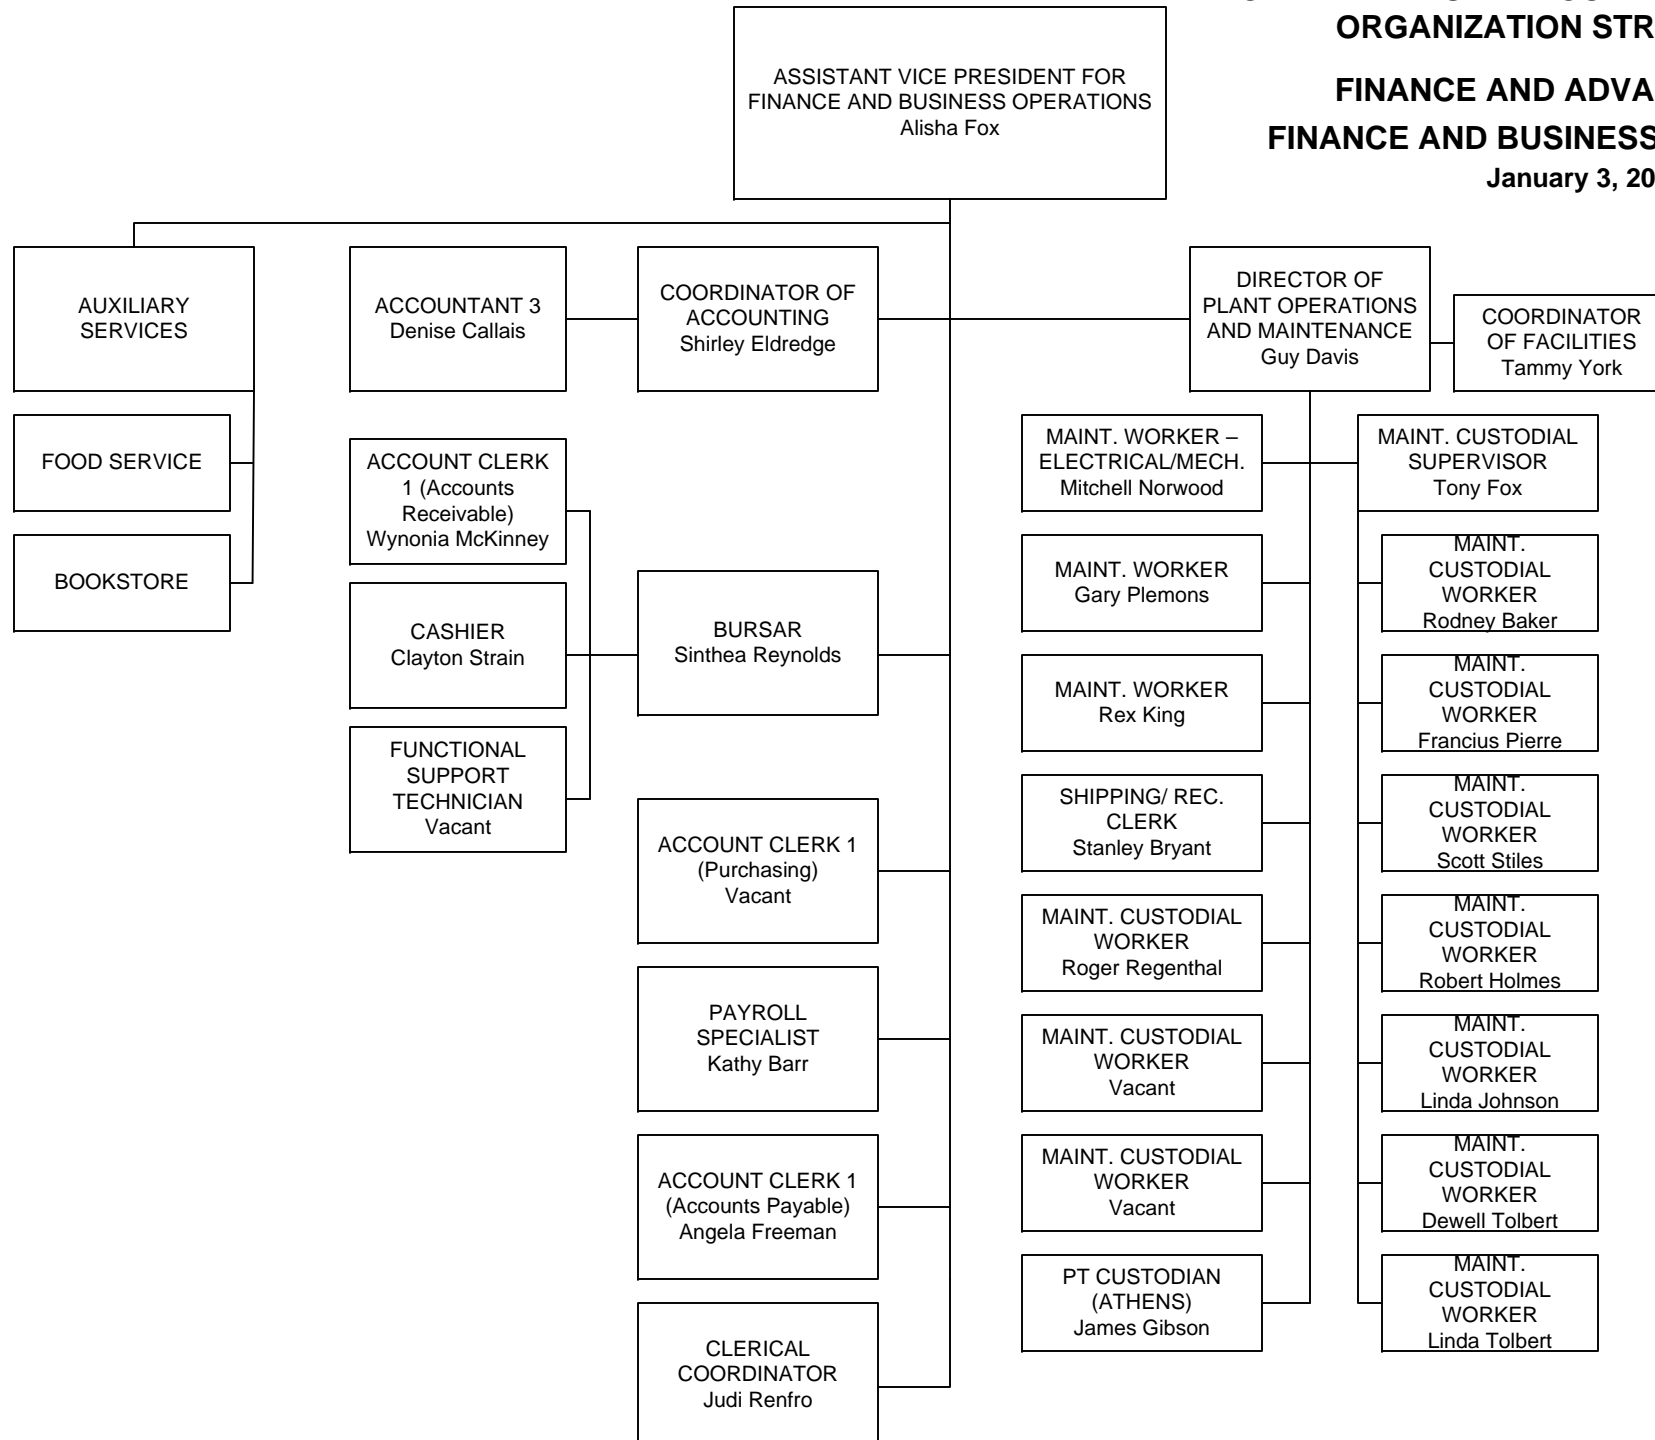 ORGANIZATION STR
FINANCE AND ADVA
FINANCE AND BUSINESS
January 3, 20
ASSISTANT VICE PRESIDENT FOR
FINANCE AND BUSINESS OPERATIONS
Alisha Fox
AUXILIARY
SERVICES
ACCOUNTANT 3
Denise Callais
COORDINATOR OF
ACCOUNTING
Shirley Eldredge
DIRECTOR OF
PLANT OPERATIONS
AND MAINTENANCE
Guy Davis
COORDINATOR
OF FACILITIES
Tammy York
FOOD SERVICE
BOOKSTORE
ACCOUNT CLERK
1 (Accounts
Receivable)
Wynonia McKinney
CASHIER
Clayton Strain
FUNCTIONAL
SUPPORT
TECHNICIAN
Vacant
BURSAR
Sinthea Reynolds
ACCOUNT CLERK 1
(Purchasing)
Vacant
PAYROLL
SPECIALIST
Kathy Barr
ACCOUNT CLERK 1
(Accounts Payable)
Angela Freeman
CLERICAL
COORDINATOR
Judi Renfro
MAINT. WORKER –
ELECTRICAL/MECH.
Mitchell Norwood
MAINT. WORKER
Gary Plemons
MAINT. WORKER
Rex King
SHIPPING/ REC.
CLERK
Stanley Bryant
MAINT. CUSTODIAL
WORKER
Roger Regenthal
MAINT. CUSTODIAL
WORKER
Vacant
MAINT. CUSTODIAL
WORKER
Vacant
PT CUSTODIAN
(ATHENS)
James Gibson
MAINT. CUSTODIAL
SUPERVISOR
Tony Fox
MAINT.
CUSTODIAL
WORKER
Rodney Baker
MAINT.
CUSTODIAL
WORKER
Francius Pierre
MAINT.
CUSTODIAL
WORKER
Scott Stiles
MAINT.
CUSTODIAL
WORKER
Robert Holmes
MAINT.
CUSTODIAL
WORKER
Linda Johnson
MAINT.
CUSTODIAL
WORKER
Dewell Tolbert
MAINT.
CUSTODIAL
WORKER
Linda Tolbert